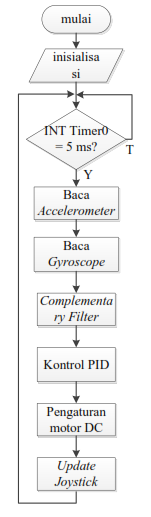 mulai
inisialisa
si
INT Timer0
= 5 ms?
T
Y
Baca
Accelerometer
Baca
Gyroscope
Complementa
ry Filter
Kontrol PID
Pengaturan
motor DC
Update
Joystick